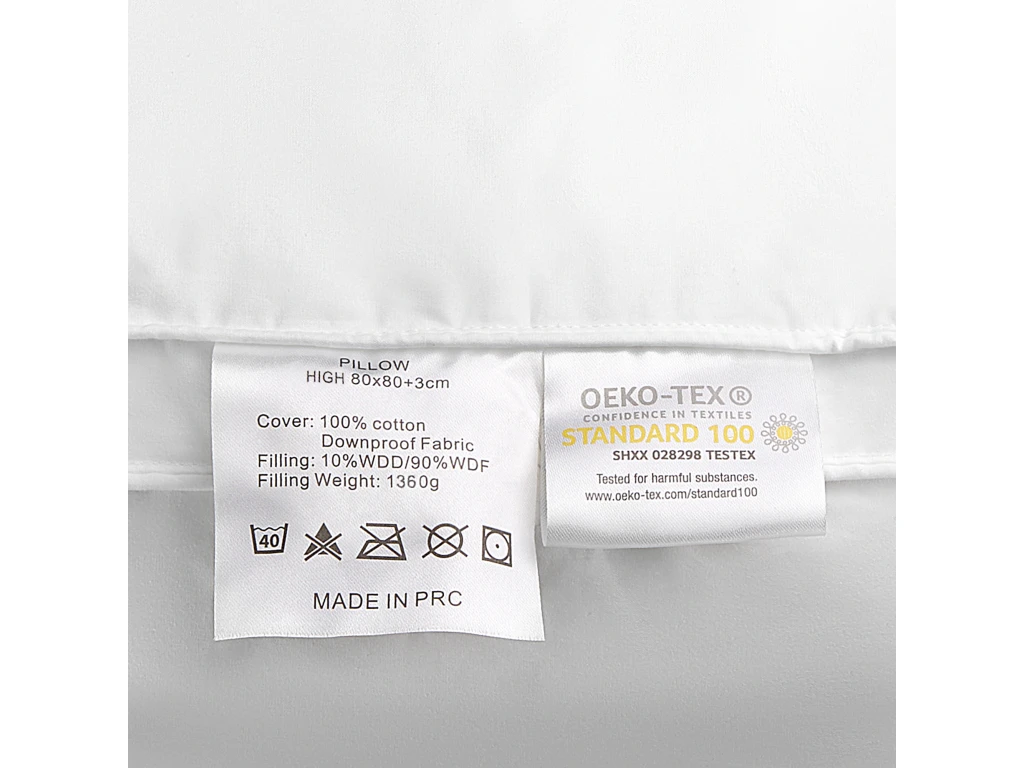 PILLOW
HIGH 80x80+3cm
Cover: 100% cotton
Downproof Fabric
Filling: 10%WDD/90%WDF
Filling Weight: 1360g
40
MADE IN PRC
OEKO-TEX®
CONFIDENCE IN TEXTILES
STANDARD 100
SHXX 028298 TESTEX
Tested for harmful substances.
www.oeko-tex.com/standard100